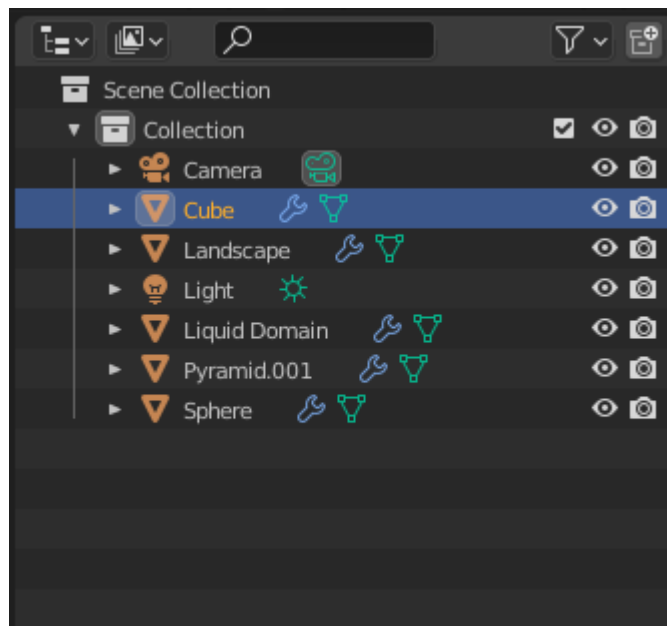 Scene Collection
Collection
Camera
Cube
Landscape
Light
Liquid Domain
Pyramid.001
Sphere